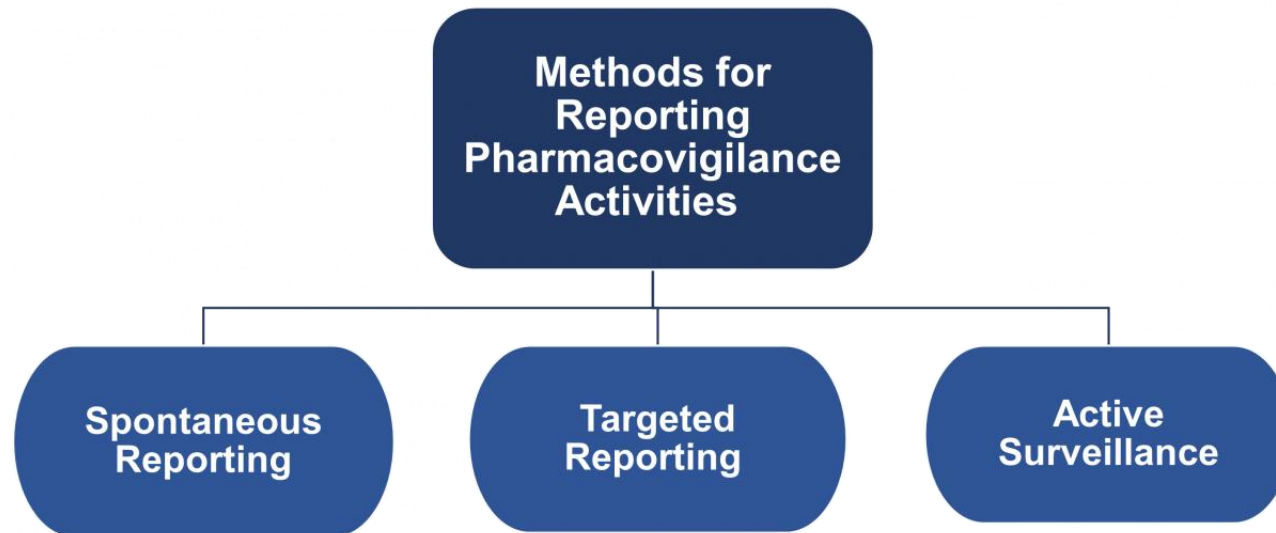 Methods for
Reporting
Pharmacovigilance
Activities
Spontaneous
Reporting
Targeted
Reporting
Active
Surveillance